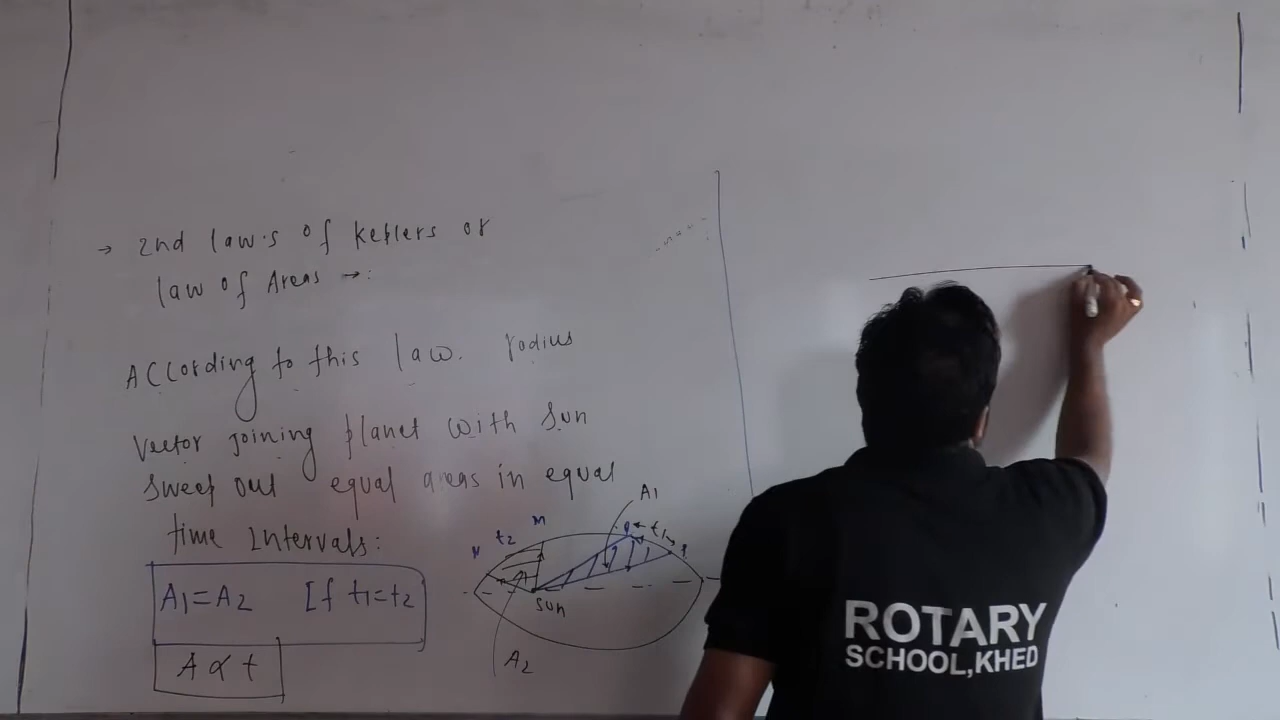 → 2nd law's of Keplers or
law of Areas →:
According to this law. radius
Vector joining planet with Sun
Sweep out equal areas in equal
time Intervals:
A1=A2 [If t1=t2
A ∝ t
A1
M
t2
t1
N
Sun
A2
ROTARY
SCHOOL,KHED